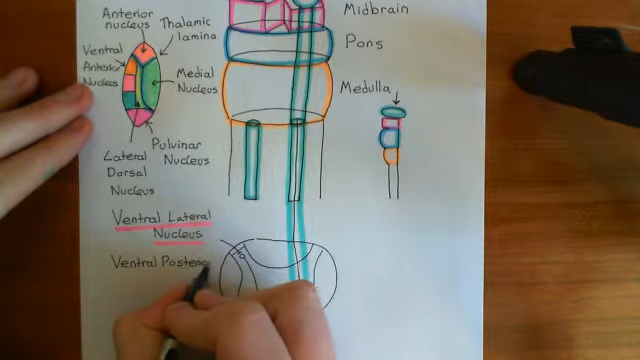 Anterior
nucleus
Thalamic
lamina
Ventral
Anterior
Nucleus
Medial
Nucleus
Pulvinar
Nucleus
Lateral
Dorsal
Nucleus
Ventral Lateral
Nucleus
Ventral Posterio
Midbrain
Pons
Medulla